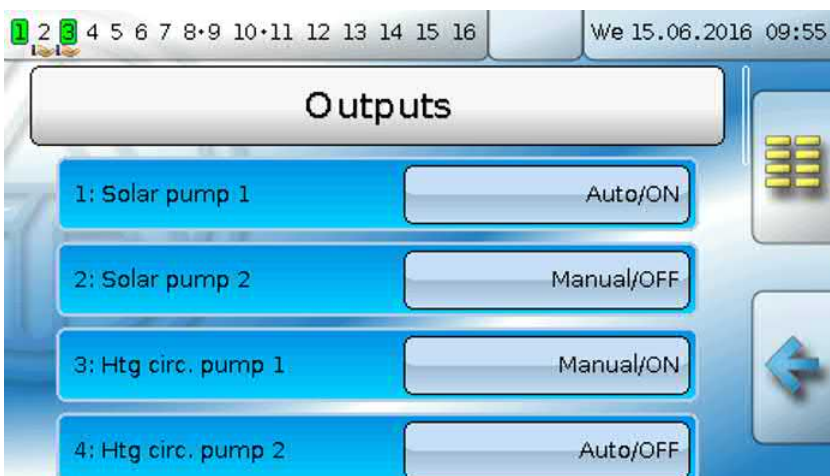 1 2 3 4 5 6 7 8·9 10·11 12 13 14 15 16
We 15.06.2016 09:55
Outputs
1: Solar pump 1 Auto/ON
2: Solar pump 2 Manual/OFF
3: Htg circ. pump 1 Manual/ON
4: Htg circ. pump 2 Auto/OFF